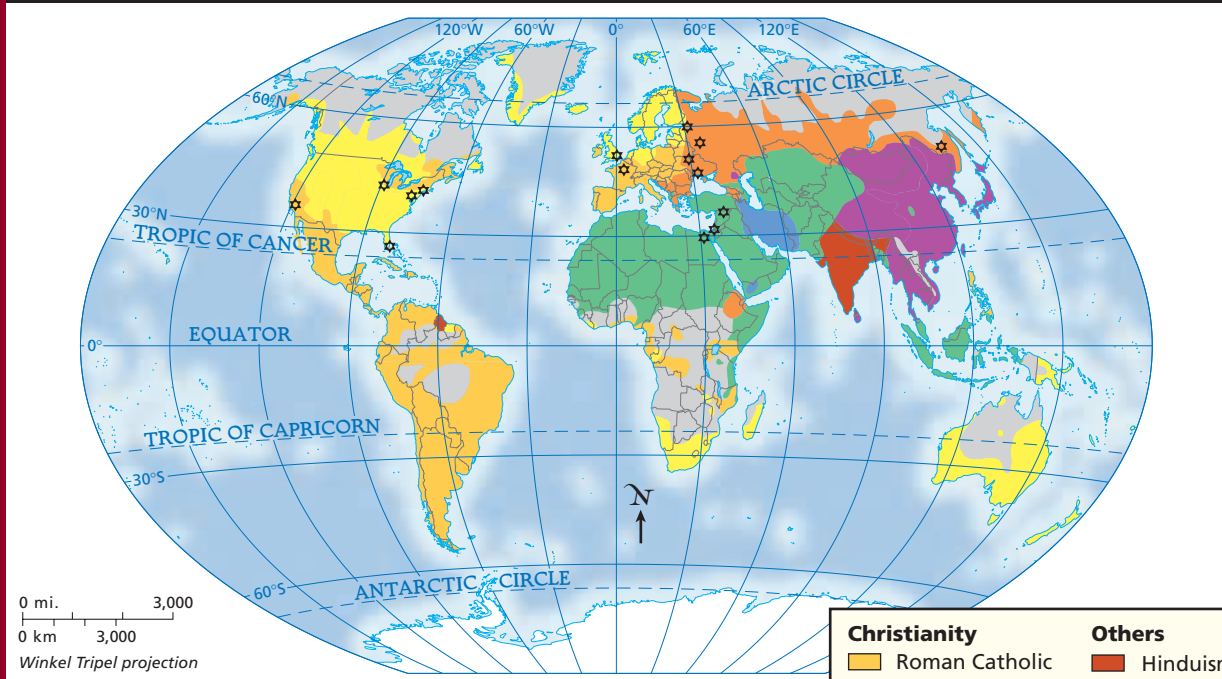 120°W 60°W 0° 60°E 120°E
ARCTIC CIRCLE
60°N
30°N
TROPIC OF CANCER
EQUATOR
0°
TROPIC OF CAPRICORN
30°S
N
60°S
ANTARCTIC CIRCLE
0 mi. 3,000
0 km 3,000
Winkel Tripel projection
Christianity Others
Roman Catholic Hinduism